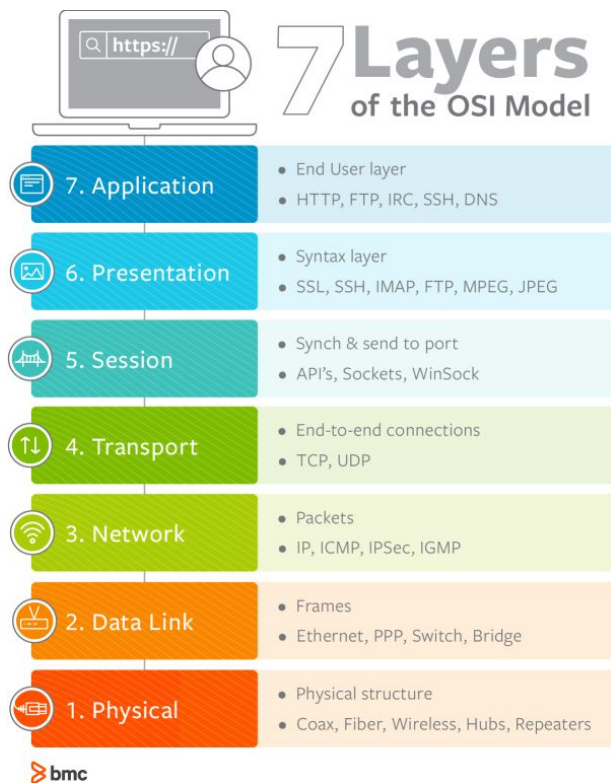 https://
7 Layers
of the OSI Model
7. Application
• End User layer
• HTTP, FTP, IRC, SSH, DNS
6. Presentation
• Syntax layer
• SSL, SSH, IMAP, FTP, MPEG, JPEG
5. Session
• Synch & send to port
• API's, Sockets, WinSock
4. Transport
• End-to-end connections
• TCP, UDP
3. Network
• Packets
• IP, ICMP, IPSec, IGMP
2. Data Link
• Frames
• Ethernet, PPP, Switch, Bridge
1. Physical
• Physical structure
• Coax, Fiber, Wireless, Hubs, Repeaters
bmc